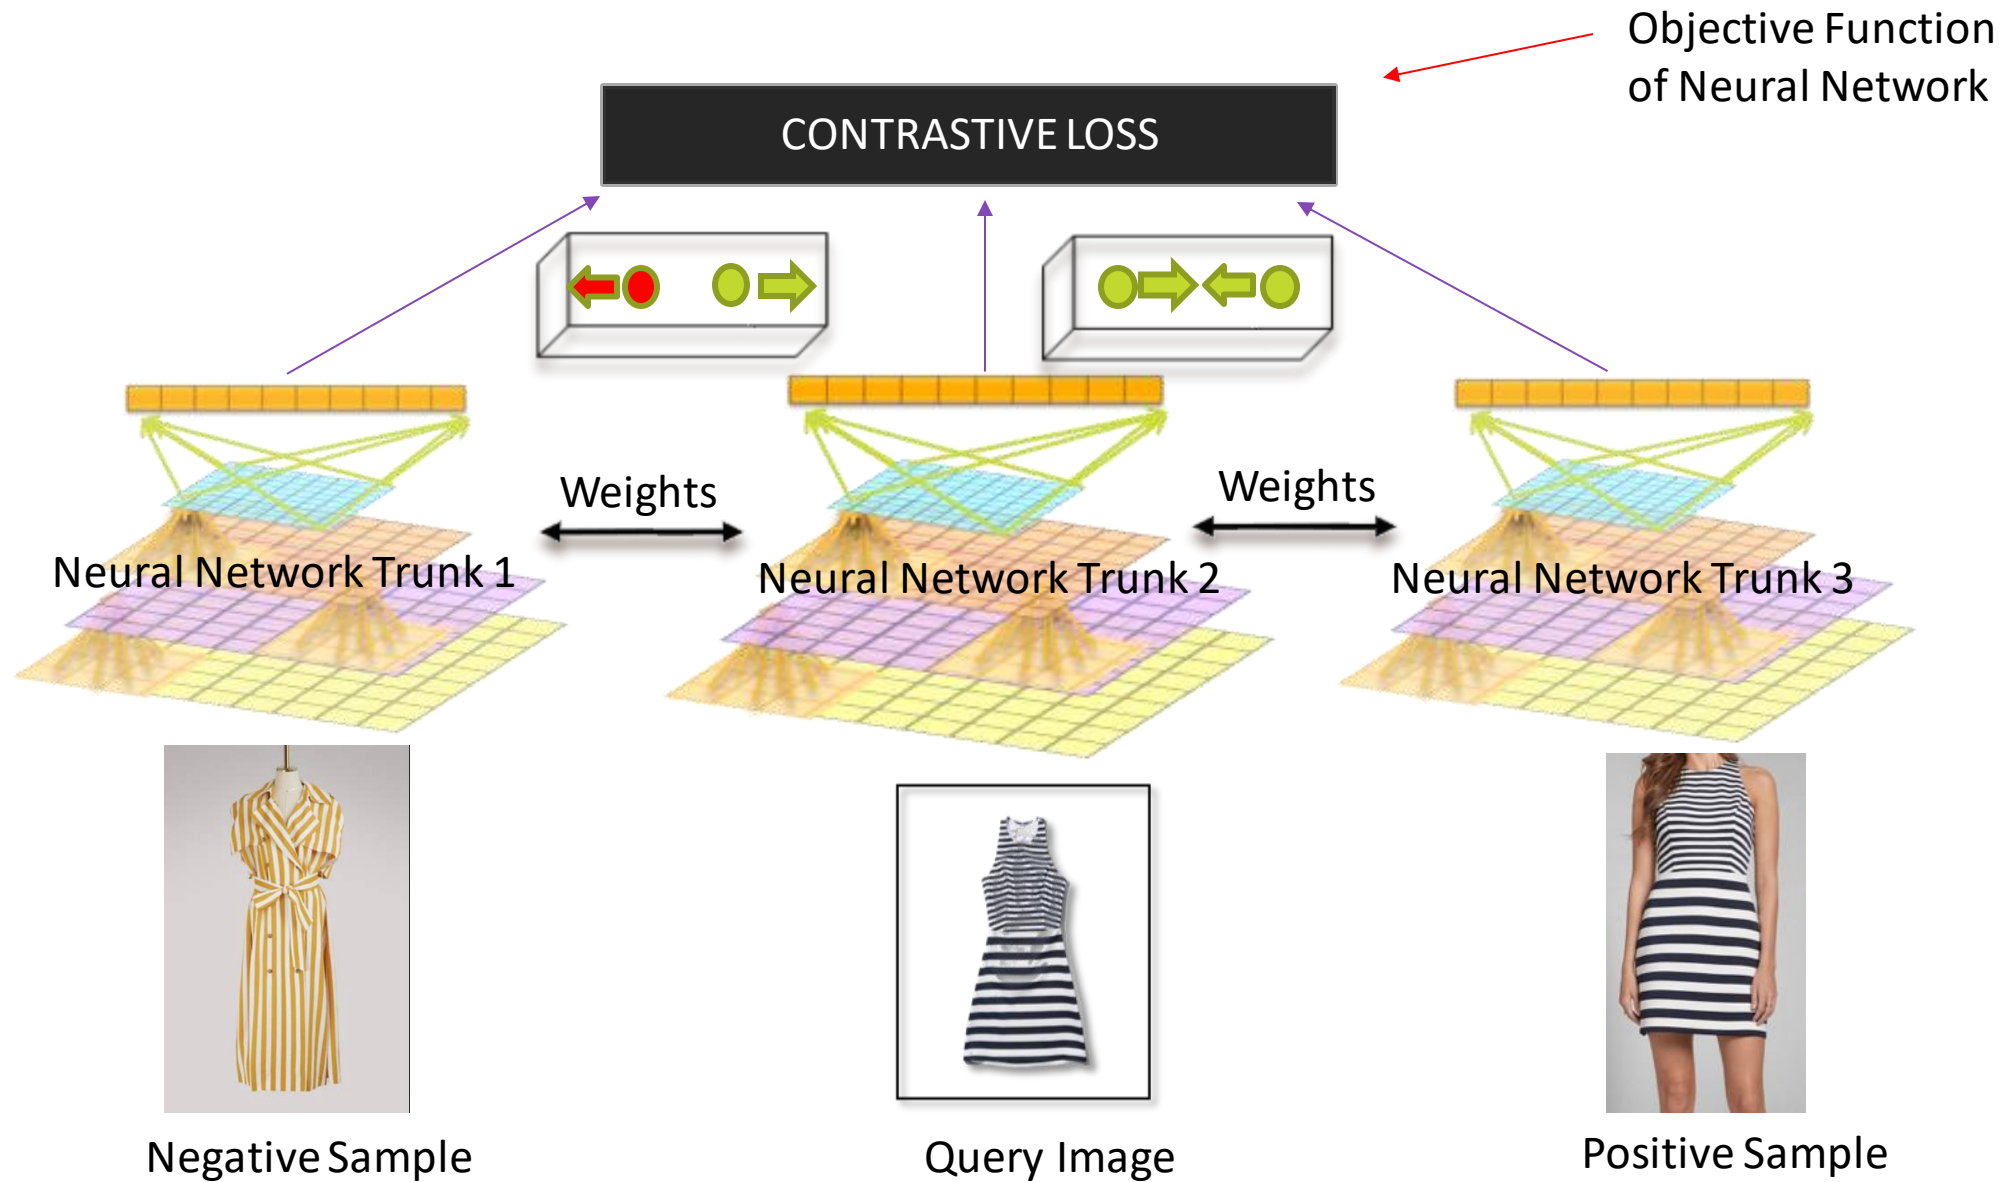 Objective Function
of Neural Network
CONTRASTIVE LOSS
Weights
Weights
Neural Network Trunk 1
Neural Network Trunk 2
Neural Network Trunk 3
Negative Sample
Query Image
Positive Sample